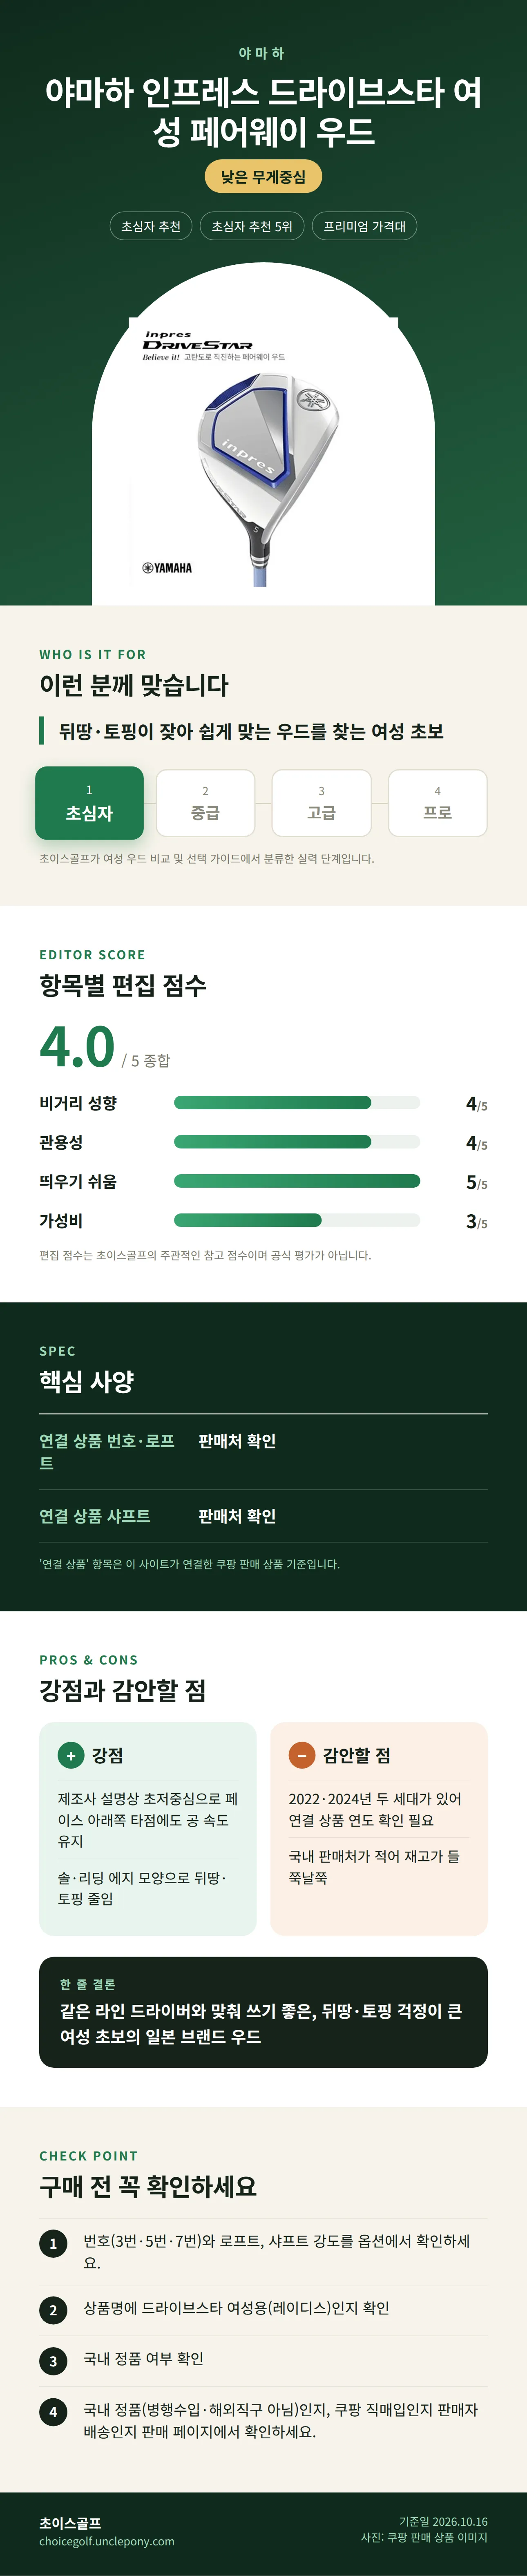 야마하
야마하 인프레스 드라이브스타 여
성 페어웨이 우드
낮은 무게중심
초심자 추천
초심자 추천 5위
프리미엄 가격대
inpres
DRIVESTAR
Believe it! 고탄도로 직진하는 페어웨이 우드
inpres
5
YAMAHA
WHO IS IT FOR
이런 분께 맞습니다
뒤땅·토핑이 잦아 쉽게 맞는 우드를 찾는 여성 초보
1
초심자
2
중급
3
고급
4
프로
초이스골프가 여성 우드 비교 및 선택 가이드에서 분류한 실력 단계입니다.
EDITOR SCORE
항목별 편집 점수
4.0 / 5 종합
비거리 성향 4/5
관용성 4/5
띄우기 쉬움 5/5
가성비 3/5
편집 점수는 초이스골프의 주관적인 참고 점수이며 공식 평가가 아닙니다.
SPEC
핵심 사양
연결 상품 번호·로프
트
판매처 확인
연결 상품 샤프트 판매처 확인
'연결 상품' 항목은 이 사이트가 연결한 쿠팡 판매 상품 기준입니다.
PROS & CONS
강점과 감안할 점
+ 강점
제조사 설명상 초저중심으로 페
이스 아래쪽 타점에도 공 속도
유지
솔·리딩 에지 모양으로 뒤땅·
토핑 줄임
− 감안할 점
2022·2024년 두 세대가 있어
연결 상품 연도 확인 필요
국내 판매처가 적어 재고가 들
쭉날쭉
한 줄 결론
같은 라인 드라이버와 맞춰 쓰기 좋은, 뒤땅·토핑 걱정이 큰
여성 초보의 일본 브랜드 우드
CHECK POINT
구매 전 꼭 확인하세요
1 번호(3번·5번·7번)와 로프트, 샤프트 강도를 옵션에서 확인하세
요.
2 상품명에 드라이브스타 여성용(레이디스)인지 확인
3 국내 정품 여부 확인
4 국내 정품(병행수입·해외직구 아님)인지, 쿠팡 직매입인지 판매자
배송인지 판매 페이지에서 확인하세요.
초이스골프
choicegolf.unclepony.com
기준일 2026.10.16
사진: 쿠팡 판매 상품 이미지